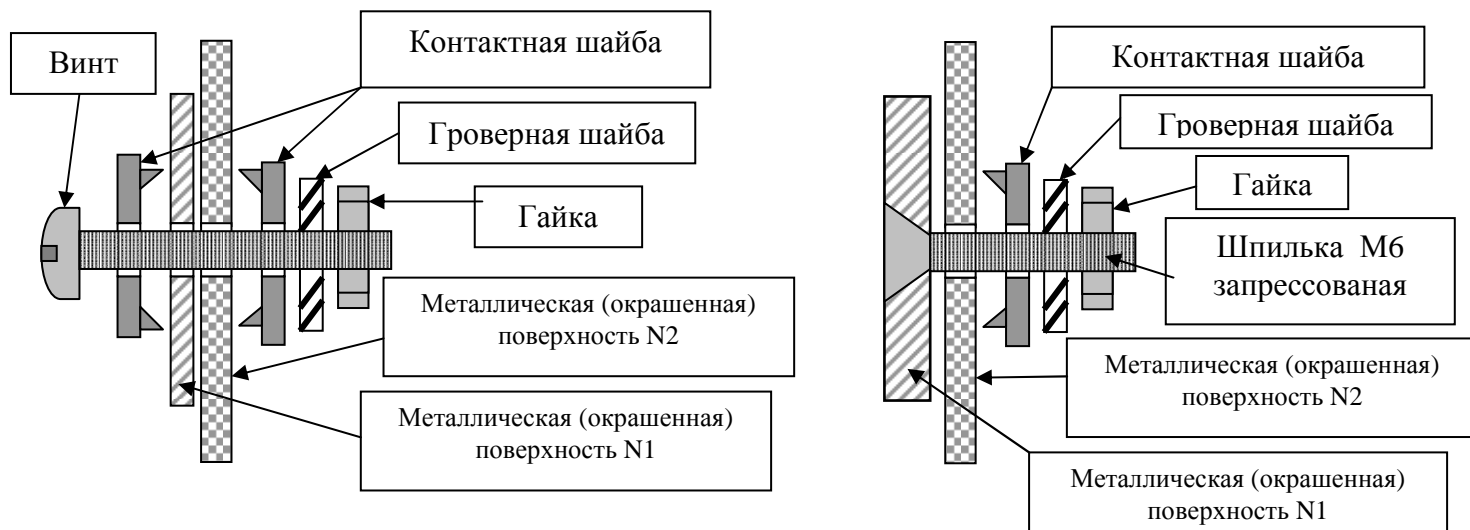 Винт
Контактная шайба
Гроверная шайба
Гайка
Металлическая (окрашенная)
поверхность N2
Металлическая (окрашенная)
поверхность N1
Контактная шайба
Гроверная шайба
Гайка
Шпилька М6
запрессованая
Металлическая (окрашенная)
поверхность N2
Металлическая (окрашенная)
поверхность N1